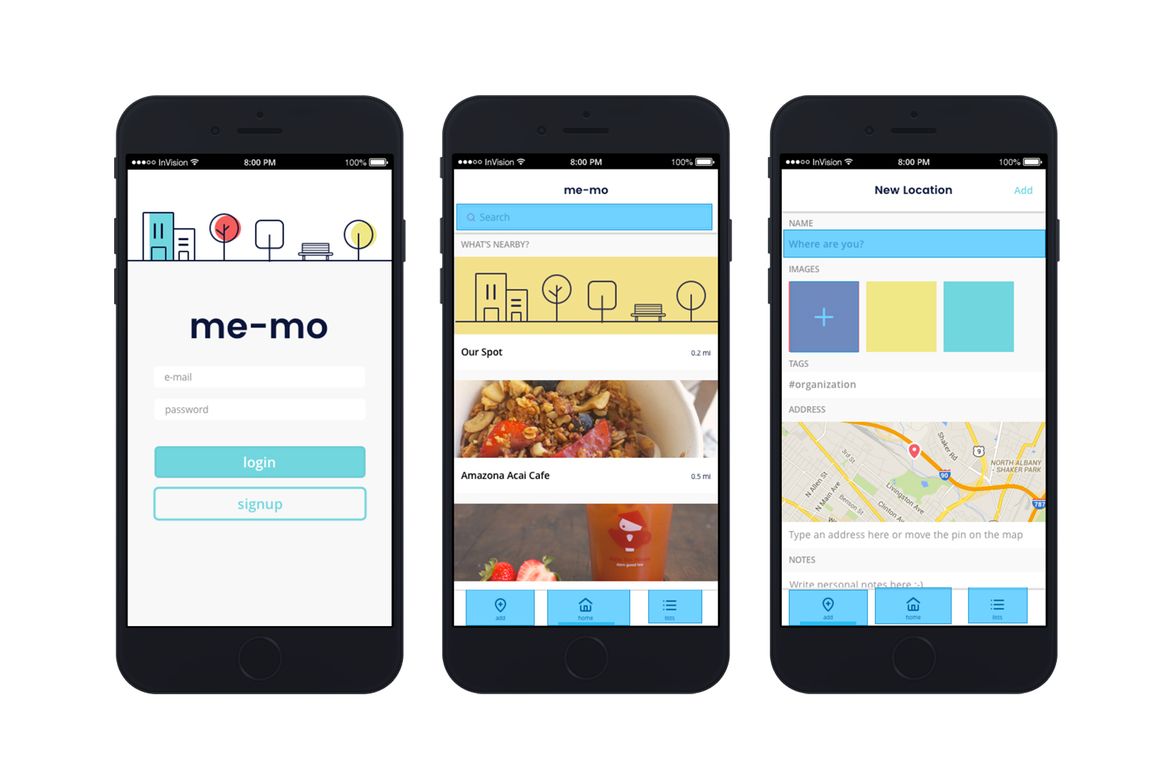 InVision 8:00 PM 100%
me-mo
e-mail
password
login
signup
InVision 8:00 PM 100%
me-mo
Search
WHAT'S NEARBY?
Our Spot 0.2 mi
Amazona Acai Cafe 0.5 mi
add home lists
InVision 8:00 PM 100%
New Location Add
NAME
Where are you?
IMAGES
+
TAGS
#organization
ADDRESS
Shaker Rd
3rd St
9
NORTH ALBANY
SHAKER PARK
N Allen St
N Main Ave
90
Livingston Ave
Benson St
Clinton Ave
787
Type an address here or move the pin on the map
NOTES
Write personal notes here :-)
add home lists